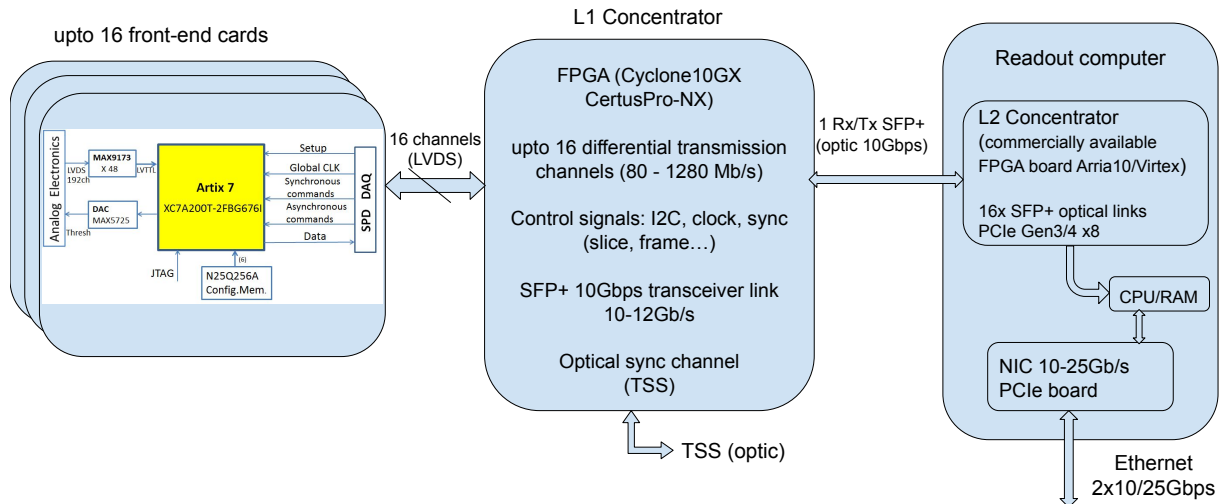 upto 16 front-end cards
Analog Electronics
LVDS
192ch
MAX9173
X 48
LVTTL
DAC
MAX5725
Thresh
Artix 7
XC7A200T-2FBG676I
JTAG
(6)
N25Q256A
Config.Mem.
Setup
Global CLK
Synchronous
commands
Asynchronous
commands
Data
SPD DAQ
16 channels
(LVDS)
L1 Concentrator
FPGA (Cyclone10GX
CertusPro-NX)
upto 16 differential transmission
channels (80 - 1280 Mb/s)
Control signals: I2C, clock, sync
(slice, frame…)
SFP+ 10Gbps transceiver link
10-12Gb/s
Optical sync channel
(TSS)
TSS (optic)
1 Rx/Tx SFP+
(optic 10Gbps)
Readout computer
L2 Concentrator
(commercially available
FPGA board Arria10/Virtex)
16x SFP+ optical links
PCIe Gen3/4 x8
CPU/RAM
NIC 10-25Gb/s
PCIe board
Ethernet
2x10/25Gbps